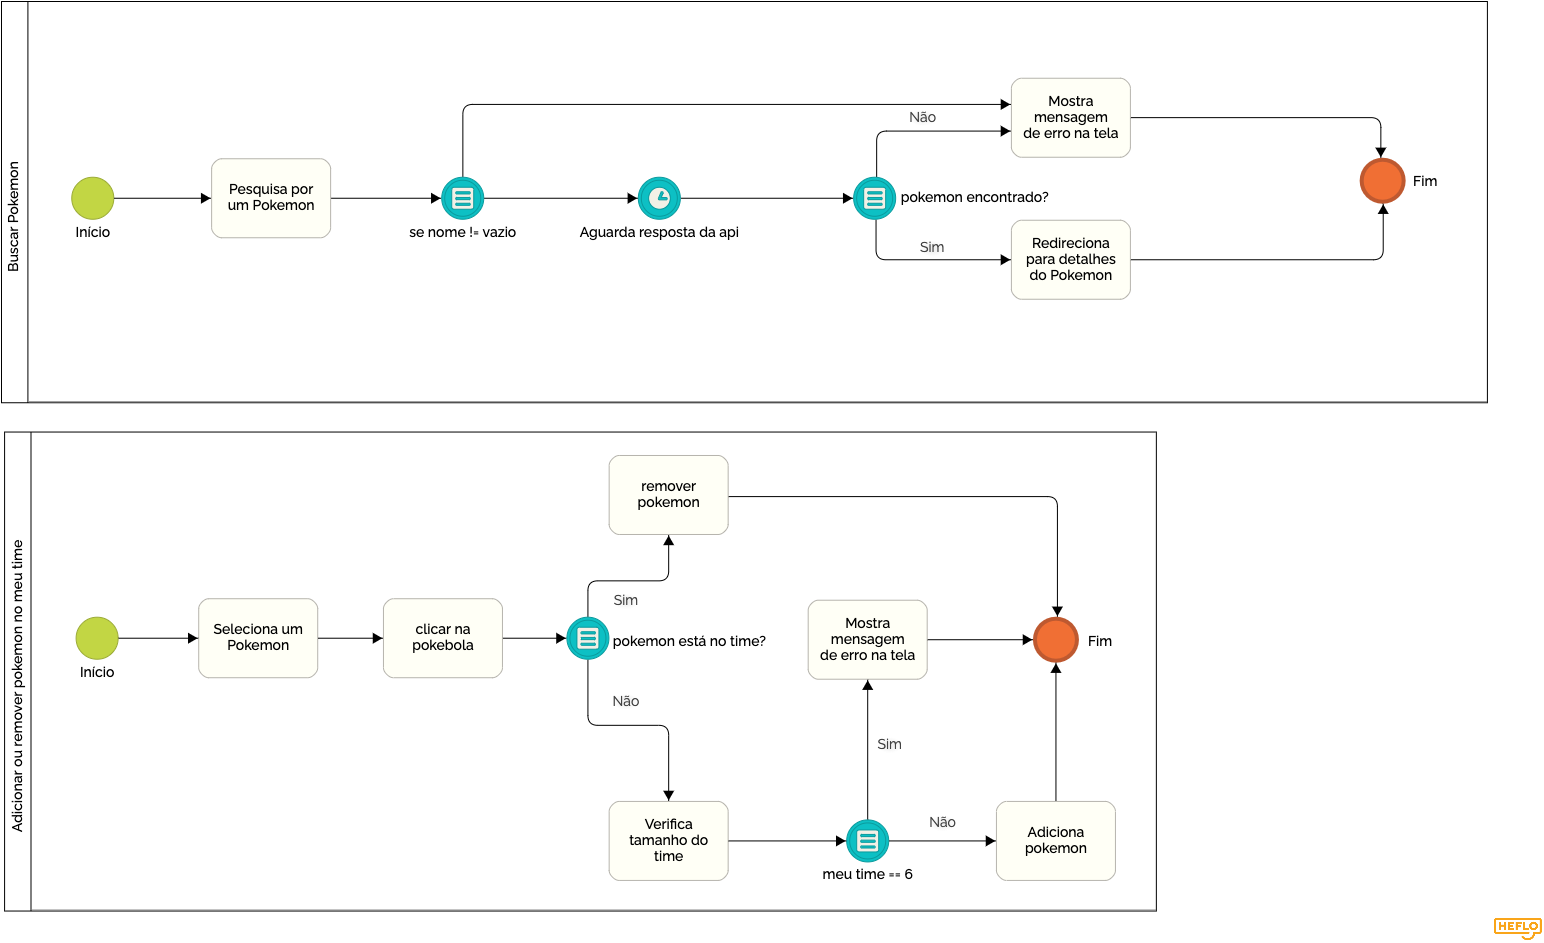 Buscar Pokemon
Início
Pesquisa por
um Pokemon
se nome != vazio
Aguarda resposta da api
pokemon encontrado?
Não
Sim
Mostra
mensagem
de erro na tela
Redireciona
para detalhes
do Pokemon
Fim
Adicionar ou remover pokemon no meu time
Início
Seleciona um
Pokemon
clicar na
pokebola
pokemon está no time?
Sim
remover
pokemon
Não
Verifica
tamanho do
time
meu time == 6
Sim
Mostra
mensagem
de erro na tela
Não
Adiciona
pokemon
Fim
HEFLO